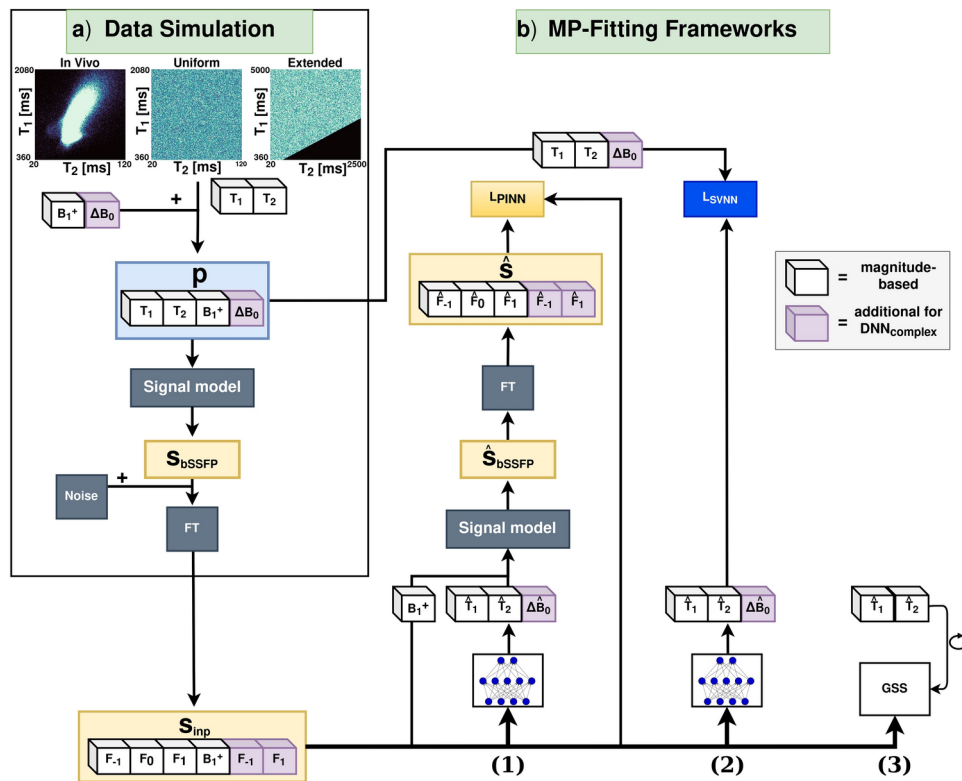 a) Data Simulation
b) MP-Fitting Frameworks
In Vivo
Uniform
Extended
2080
2080
5000
T₁ [ms]
T₁ [ms]
T₁ [ms]
360
360
360
20
120
20
120
20
2500
T₂ [ms]
T₂ [ms]
T₂ [ms]
B₁⁺ ΔB₀
+
T₁ T₂
p
T₁ T₂ B₁⁺ ΔB₀
Signal model
S_bSSFP
Noise
+
FT
S_inp
F₋₁ F₀ F₁ B₁⁺ F₋₁ F₁
T₁ T₂ ΔB₀
L_PINN
L_SVNN
ŝ
F̂₋₁ F̂₀ F̂₁ F̂₋₁ F̂₁
FT
ŝ_bSSFP
Signal model
B₁⁺
T̂₁ T̂₂ ΔB̂₀
T̂₁ T̂₂ ΔB̂₀
T̂₁ T̂₂
GSS
(1)
(2)
(3)
= magnitude-
based
= additional for
DNN_complex